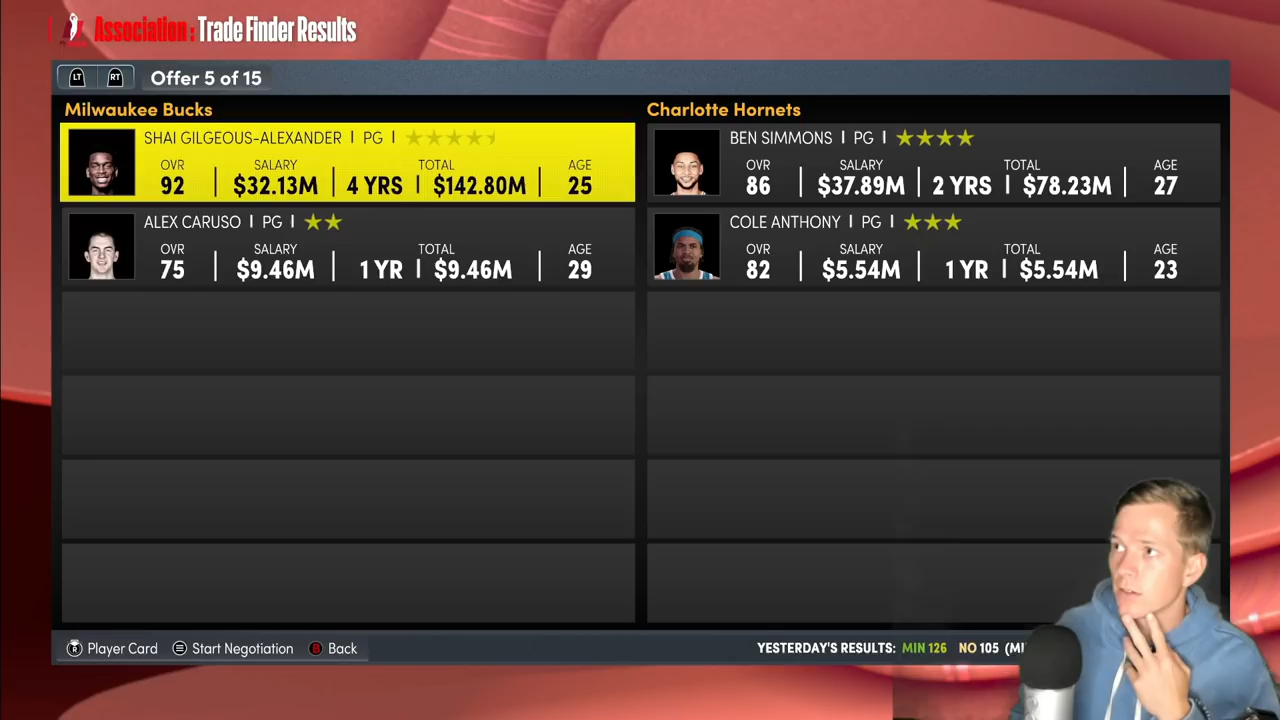 Association : Trade Finder Results
LT RT Offer 5 of 15
Milwaukee Bucks
SHAI GILGEOUS-ALEXANDER | PG |
OVR SALARY TOTAL AGE
92 | $32.13M | 4 YRS | $142.80M | 25
ALEX CARUSO | PG |
OVR SALARY TOTAL AGE
75 | $9.46M | 1 YR | $9.46M | 29
Charlotte Hornets
BEN SIMMONS | PG |
OVR SALARY TOTAL AGE
86 | $37.89M | 2 YRS | $78.23M | 27
COLE ANTHONY | PG |
OVR SALARY TOTAL AGE
82 | $5.54M | 1 YR | $5.54M | 23
R Player Card Start Negotiation B Back
YESTERDAY'S RESULTS: MIN 126 NO 105